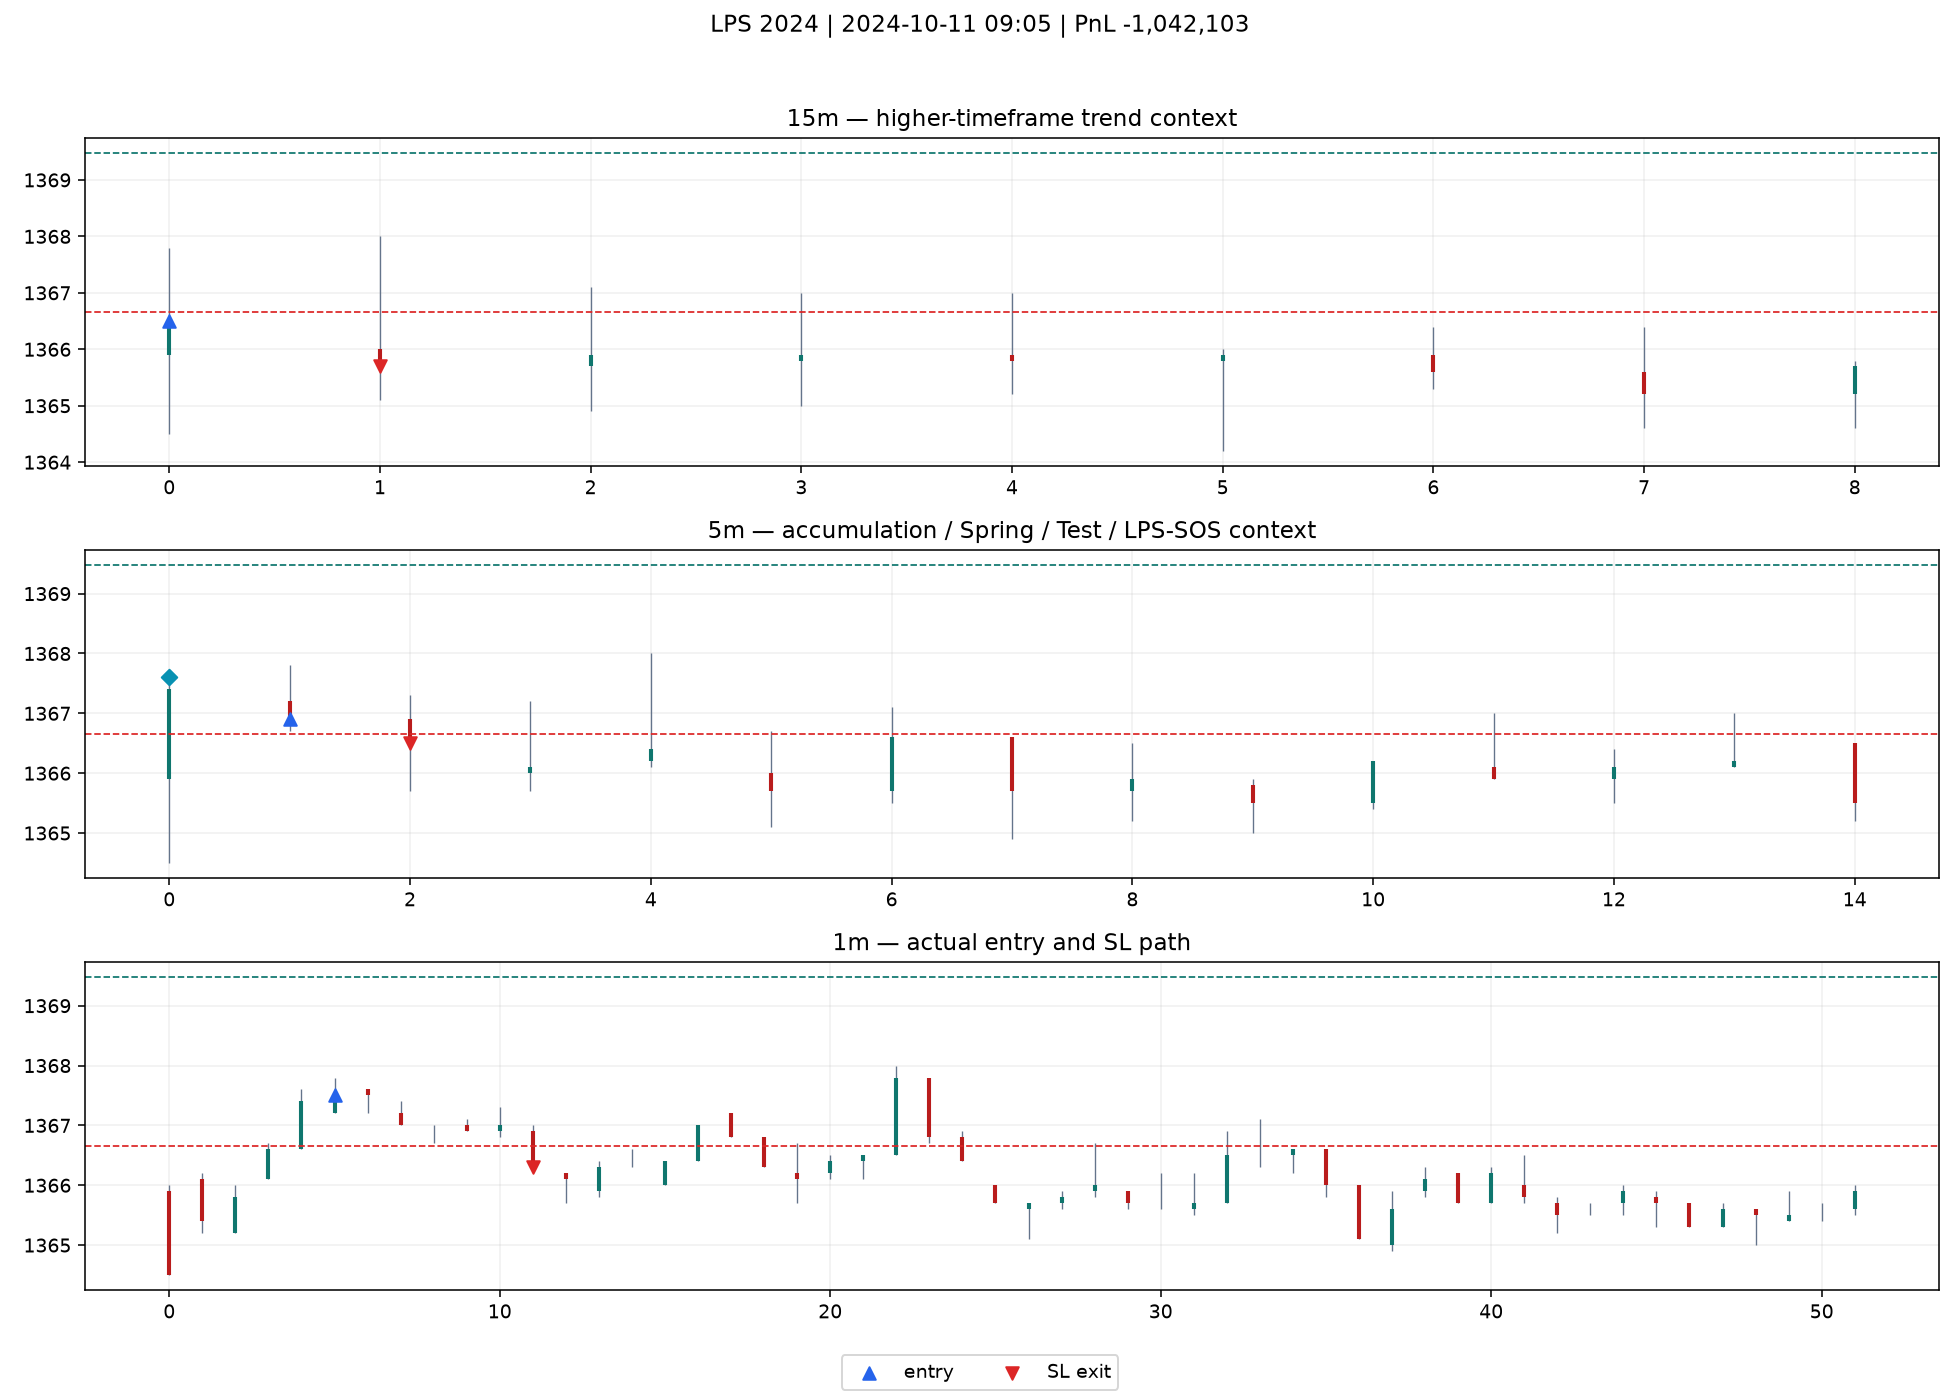 LPS 2024 | 2024-10-11 09:05 | PnL -1,042,103
15m — higher-timeframe trend context
1369
1368
1367
1366
1365
1364
0 1 2 3 4 5 6 7 8
5m — accumulation / Spring / Test / LPS-SOS context
1369
1368
1367
1366
1365
0 2 4 6 8 10 12 14
1m — actual entry and SL path
1369
1368
1367
1366
1365
0 10 20 30 40 50
entry SL exit